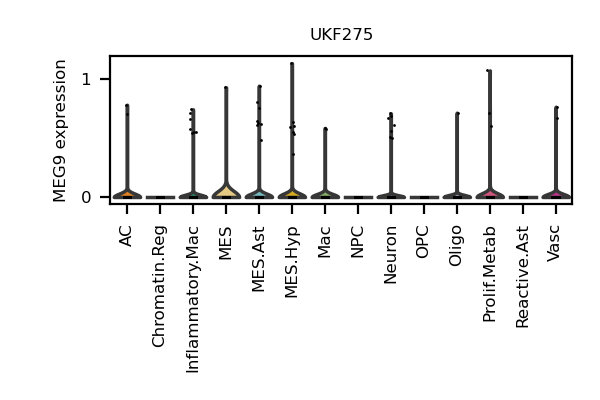 UKF275
MEG9 expression
1
0
AC
Chromatin.Reg
Inflammatory.Mac
MES
MES.Ast
MES.Hyp
Mac
NPC
Neuron
OPC
Oligo
Prolif.Metab
Reactive.Ast
Vasc